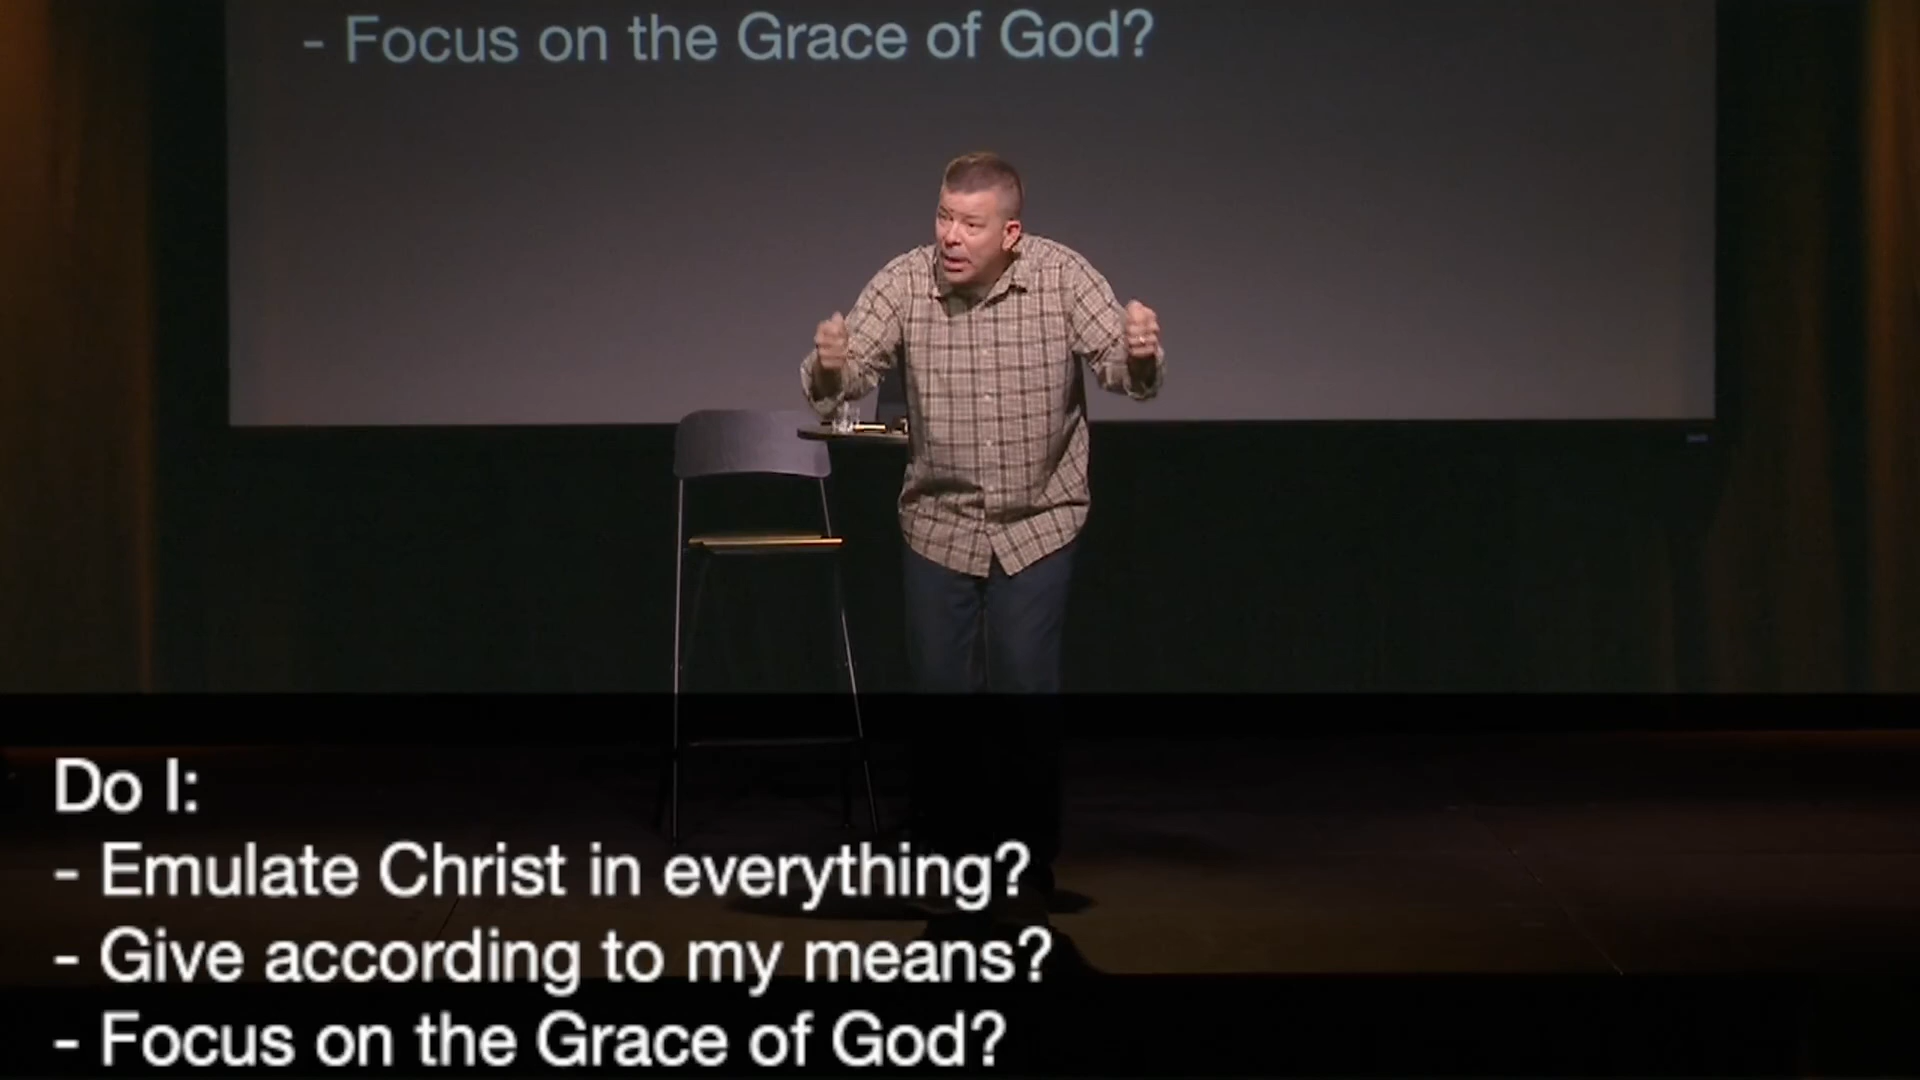 - Focus on the Grace of God?
Do I:
- Emulate Christ in everything?
- Give according to my means?
- Focus on the Grace of God?